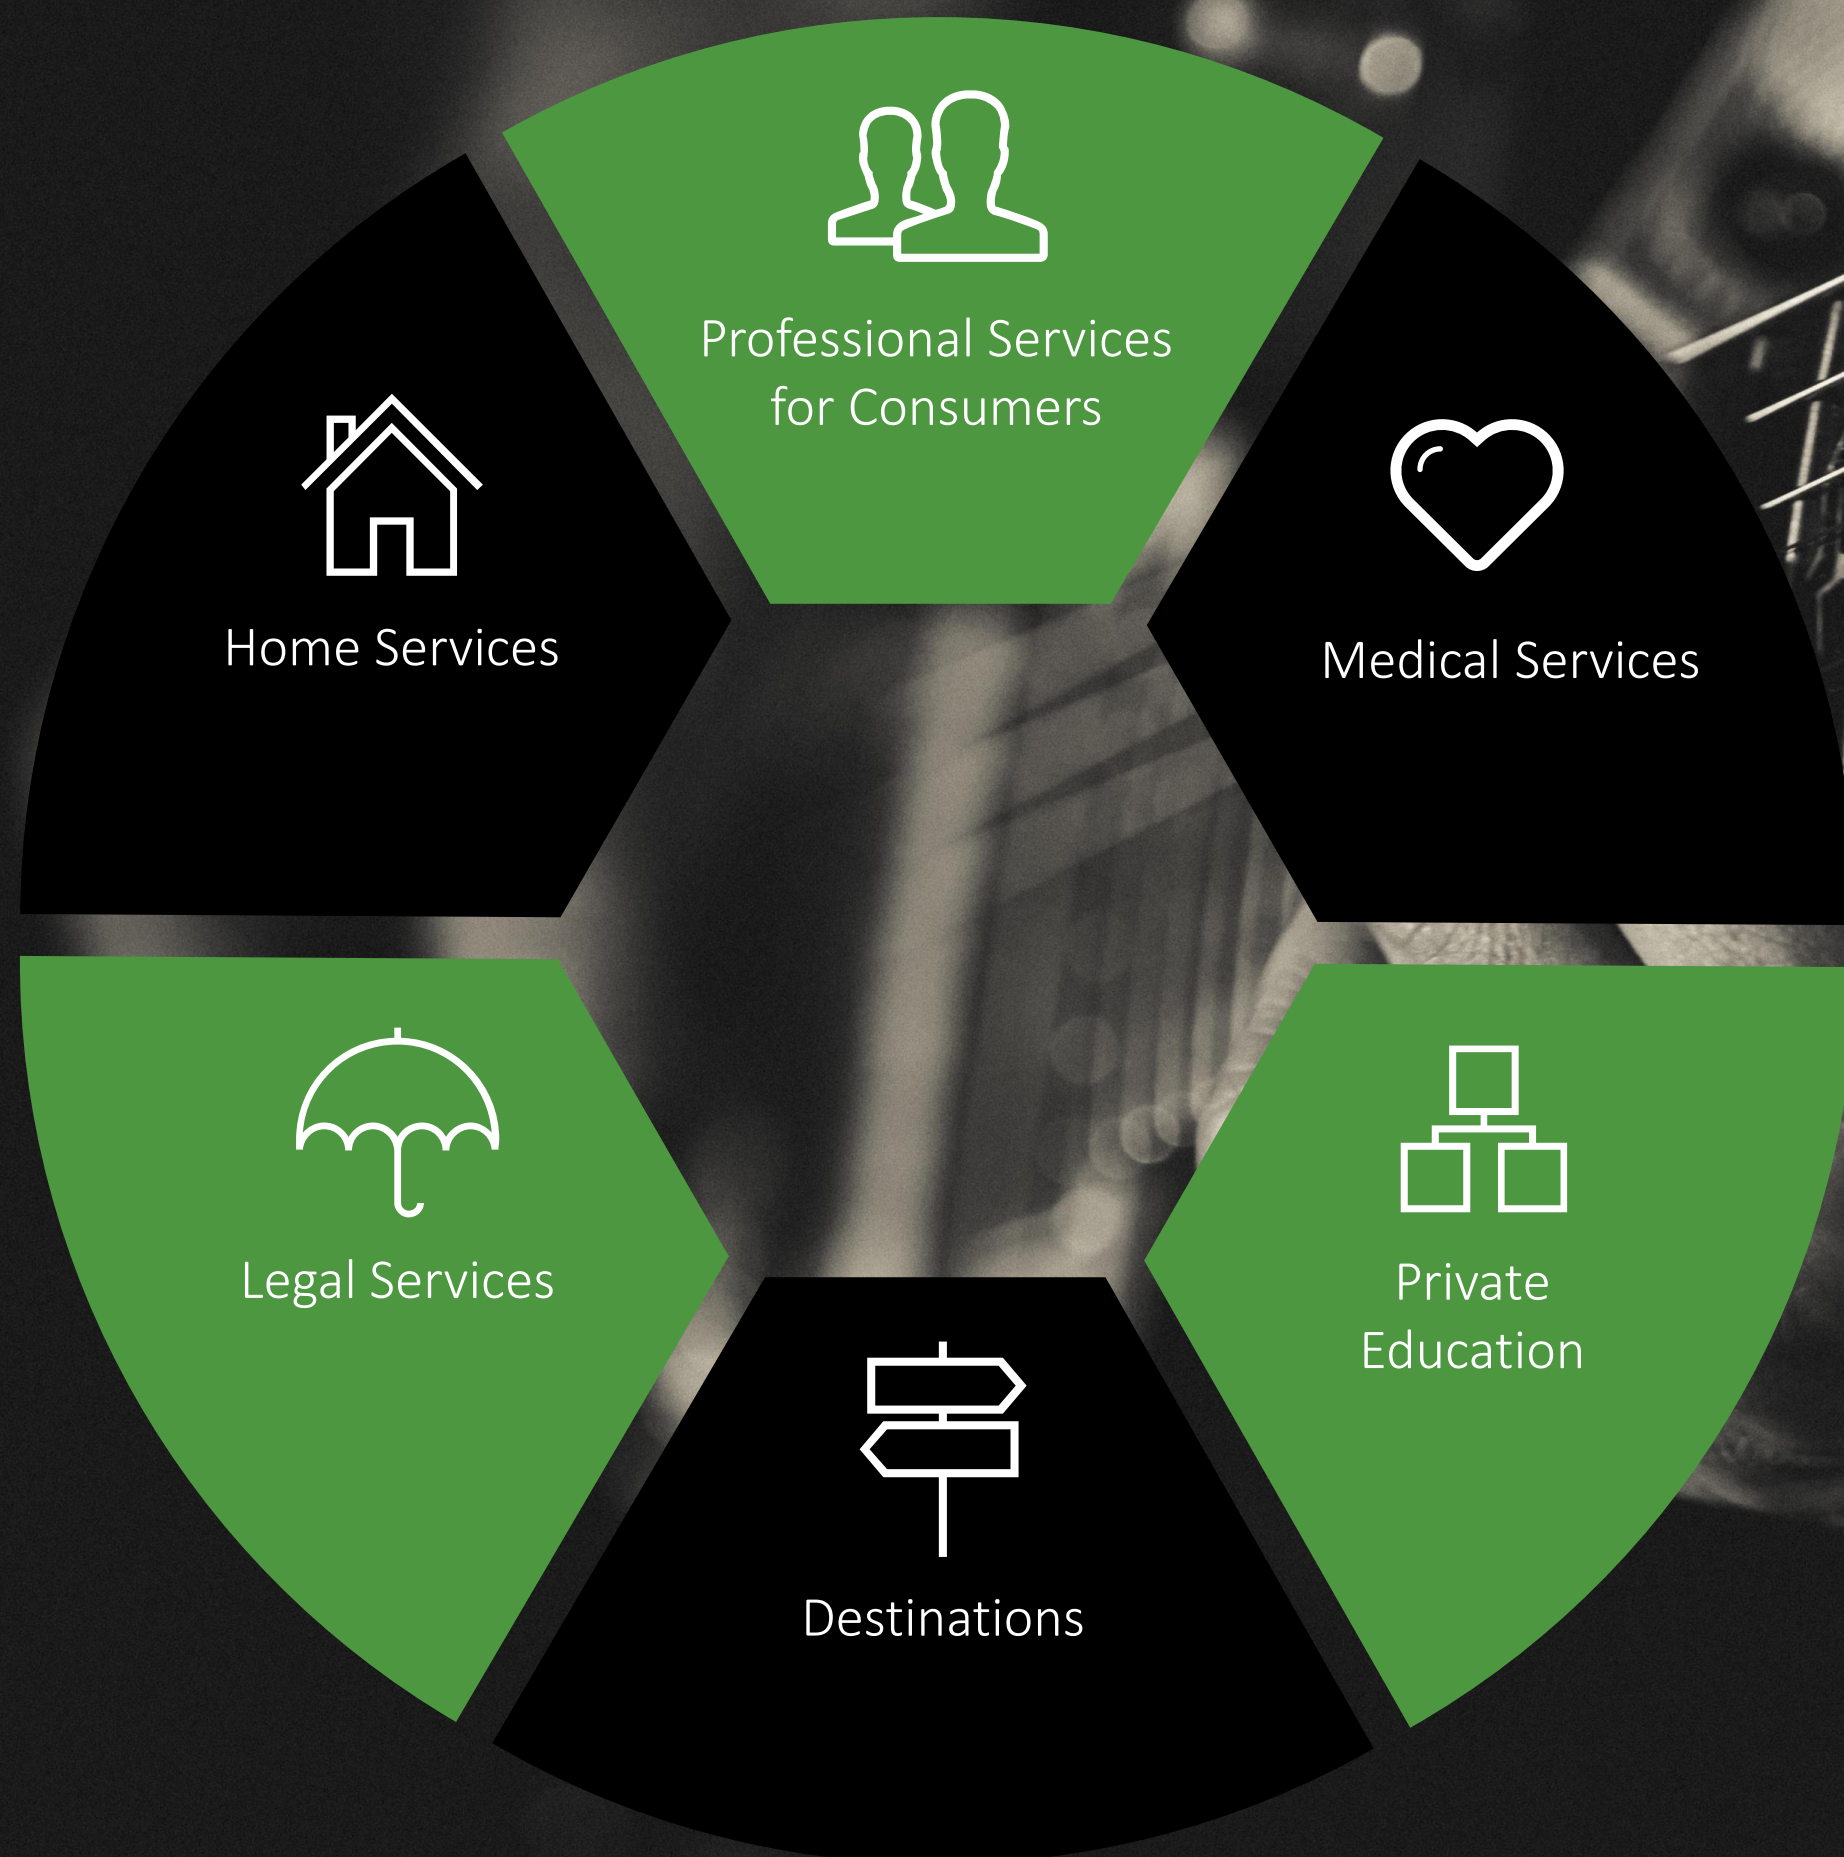 Professional Services
for Consumers
Home Services
Medical Services
Legal Services
Private
Education
Destinations